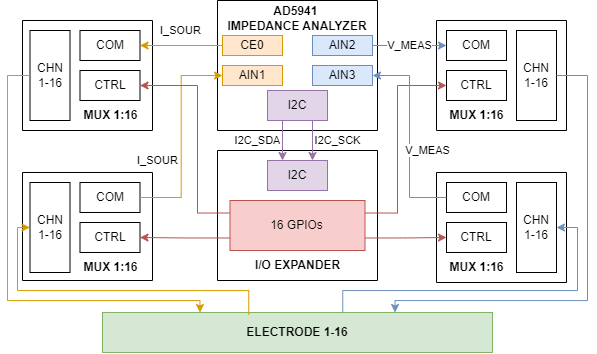 AD5941
IMPEDANCE ANALYZER
I_SOUR
CHN
1-16
COM
CTRL
MUX 1:16
CE0
AIN2
AIN1
AIN3
I2C
V_MEAS
COM
CTRL
MUX 1:16
CHN
1-16
I2C_SDA
I2C_SCK
I_SOUR
V_MEAS
I2C
CHN
1-16
COM
CTRL
MUX 1:16
16 GPIOs
I/O EXPANDER
COM
CTRL
MUX 1:16
CHN
1-16
ELECTRODE 1-16